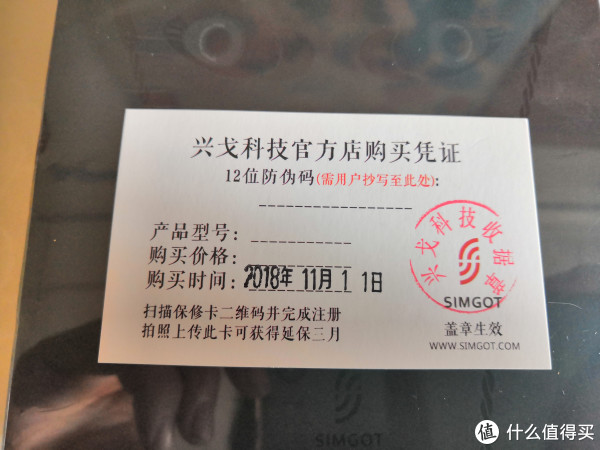 兴戈科技官方店购买凭证
12位防伪码(需用户抄写至此处):
产品型号:
购买价格:
购买时间: 2018年 11月 1 1日
扫描保修卡二维码并完成注册
拍照上传此卡可获得延保三月
兴戈科技收据章
SIMGOT
盖章生效
WWW.SIMGOT.COM
SIMGOT
值 什么值得买